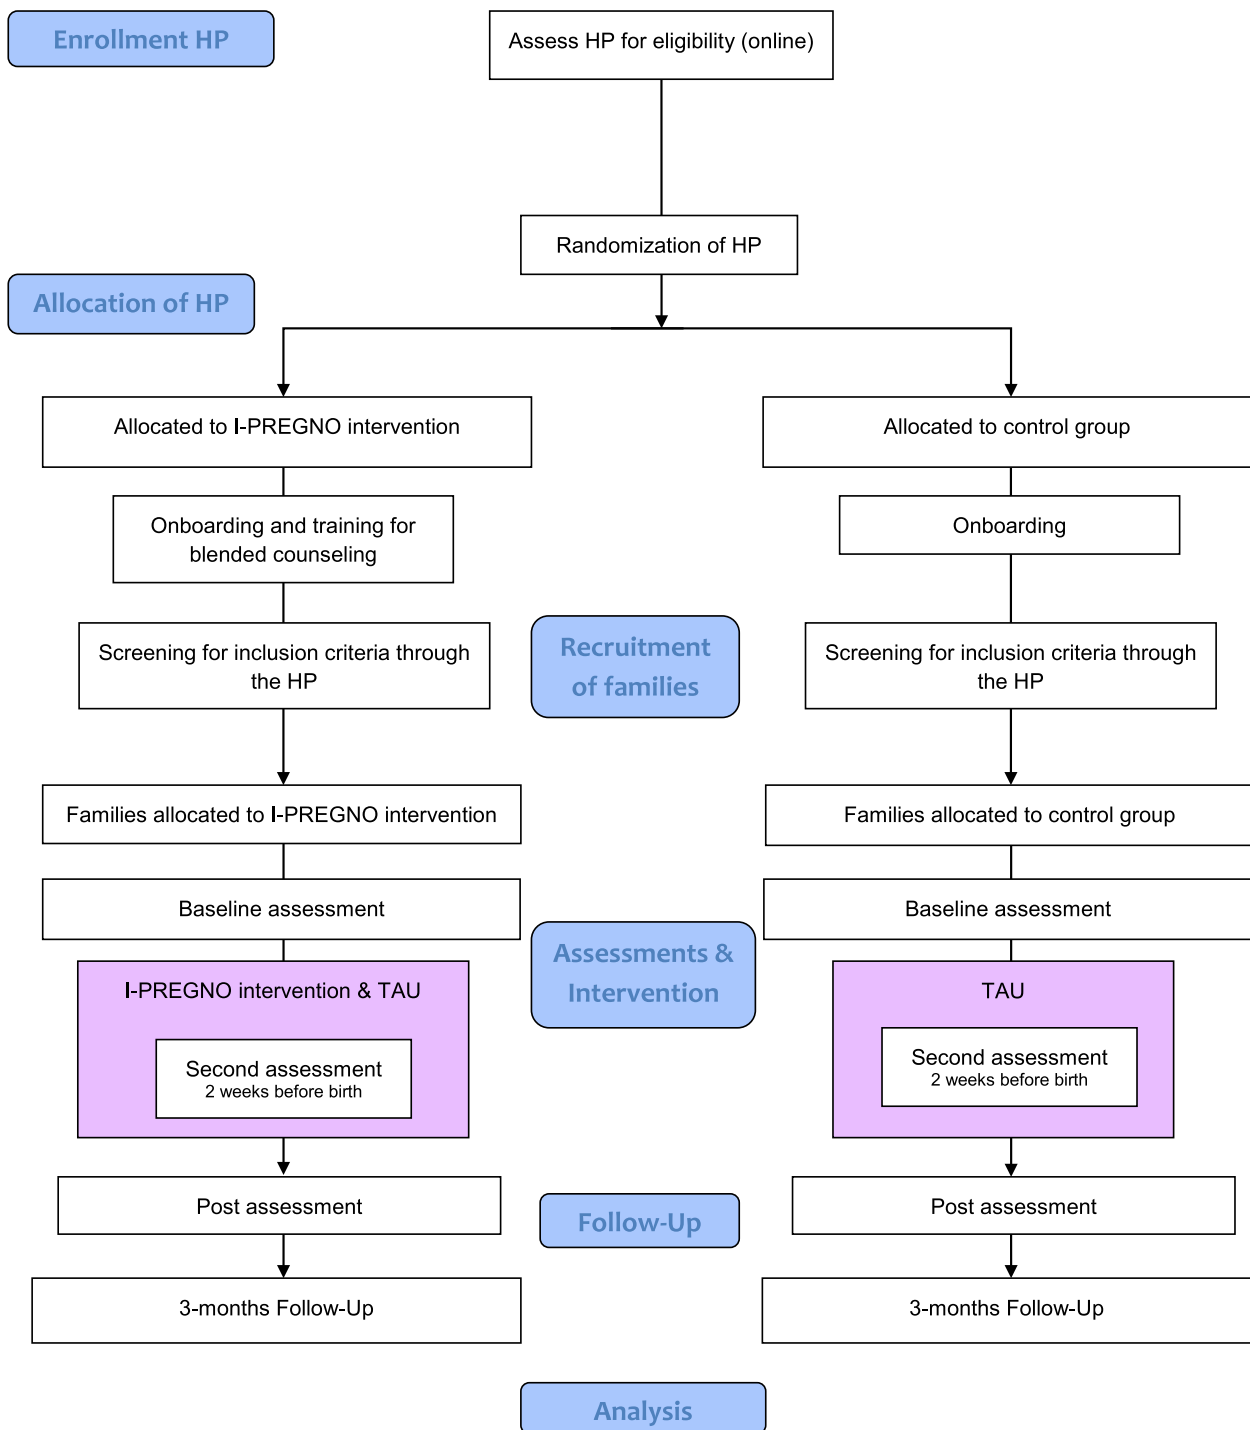 Enrollment HP
Assess HP for eligibility (online)
Randomization of HP
Allocation of HP
Allocated to I-PREGNO intervention
Allocated to control group
Onboarding and training for
blended counseling
Onboarding
Screening for inclusion criteria through
the HP
Recruitment
of families
Screening for inclusion criteria through
the HP
Families allocated to I-PREGNO intervention
Families allocated to control group
Baseline assessment
Baseline assessment
Assessments &
Intervention
I-PREGNO intervention & TAU
Second assessment
2 weeks before birth
TAU
Second assessment
2 weeks before birth
Post assessment
Follow-Up
Post assessment
3-months Follow-Up
3-months Follow-Up
Analysis